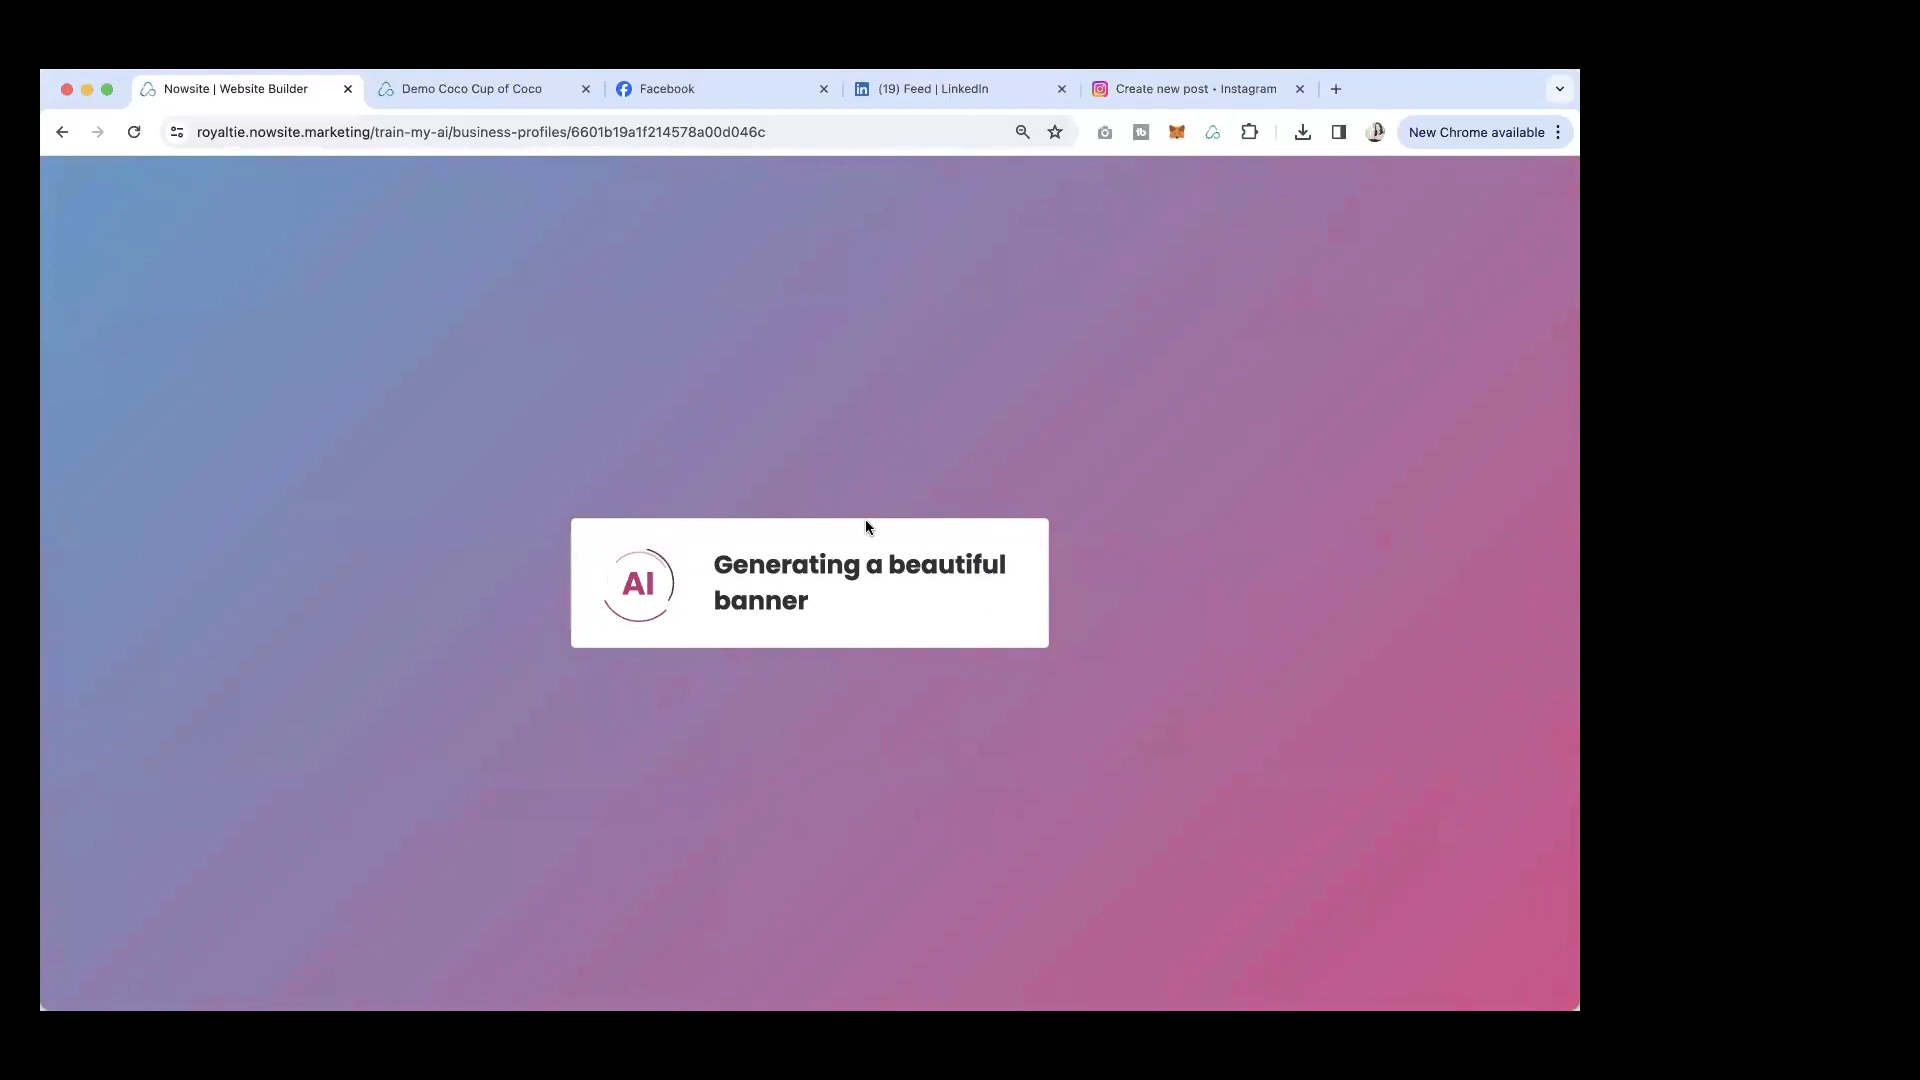 Nowsite | Website Builder
Demo Coco Cup of Coco
Facebook
(19) Feed | LinkedIn
Create new post • Instagram
royaltie.nowsite.marketing/train-my-ai/business-profiles/6601b19a1f214578a00d046c
New Chrome available
AI
Generating a beautiful
banner